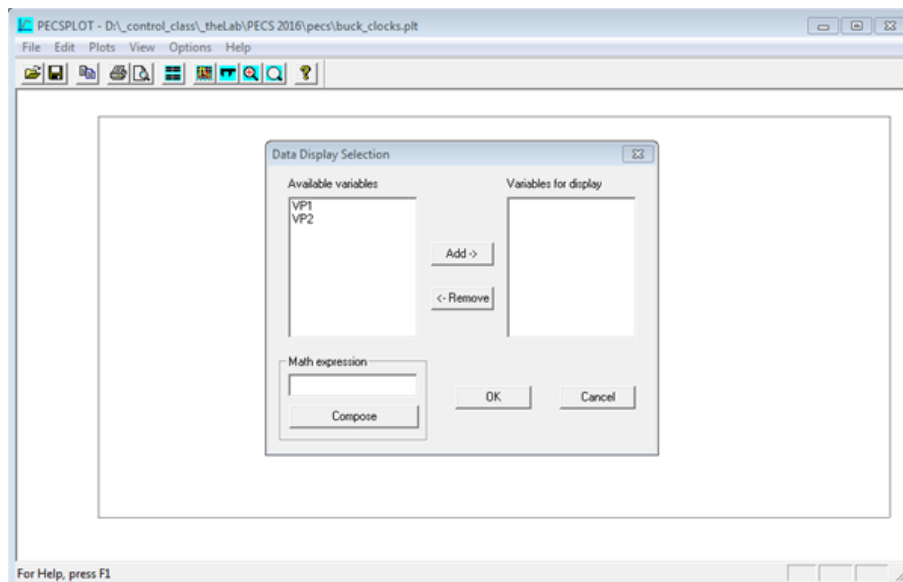 PECSPLOT - D:\_control_class\_theLab\PECS 2016\pecs\buck_clocks.plt
File Edit Plots View Options Help
Data Display Selection
Available variables
Variables for display
VP1
VP2
Add ->
<- Remove
Math expression
Compose
OK
Cancel
For Help, press F1